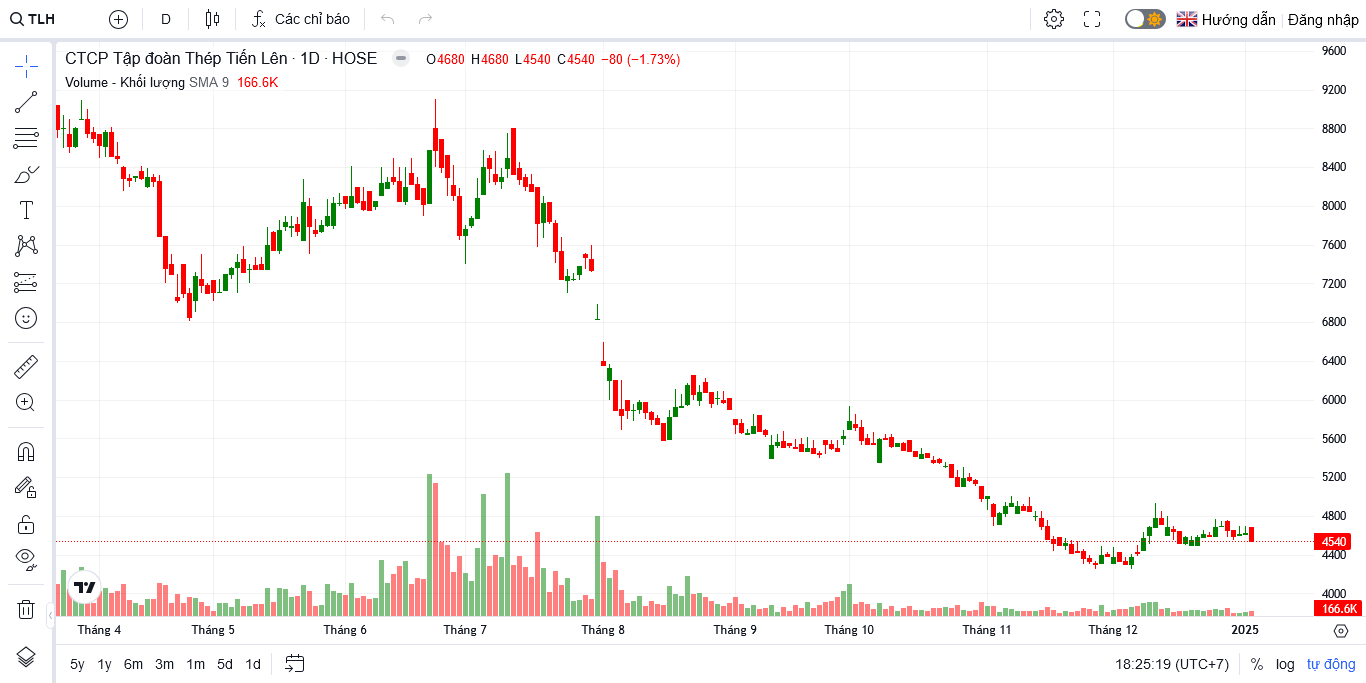 TLH D Các chỉ báo Hướng dẫn Đăng nhập
CTCP Tập đoàn Thép Tiến Lên · 1D · HOSE O4680 H4680 L4540 C4540 −80 (−1.73%)
Volume - Khối lượng SMA 9 166.6K
9600
9200
8800
8400
8000
7600
7200
6800
6400
6000
5600
5200
4800
4540
4400
4000
166.6K
Tháng 4 Tháng 5 Tháng 6 Tháng 7 Tháng 8 Tháng 9 Tháng 10 Tháng 11 Tháng 12 2025
5y 1y 6m 3m 1m 5d 1d 18:25:19 (UTC+7) % log tự động